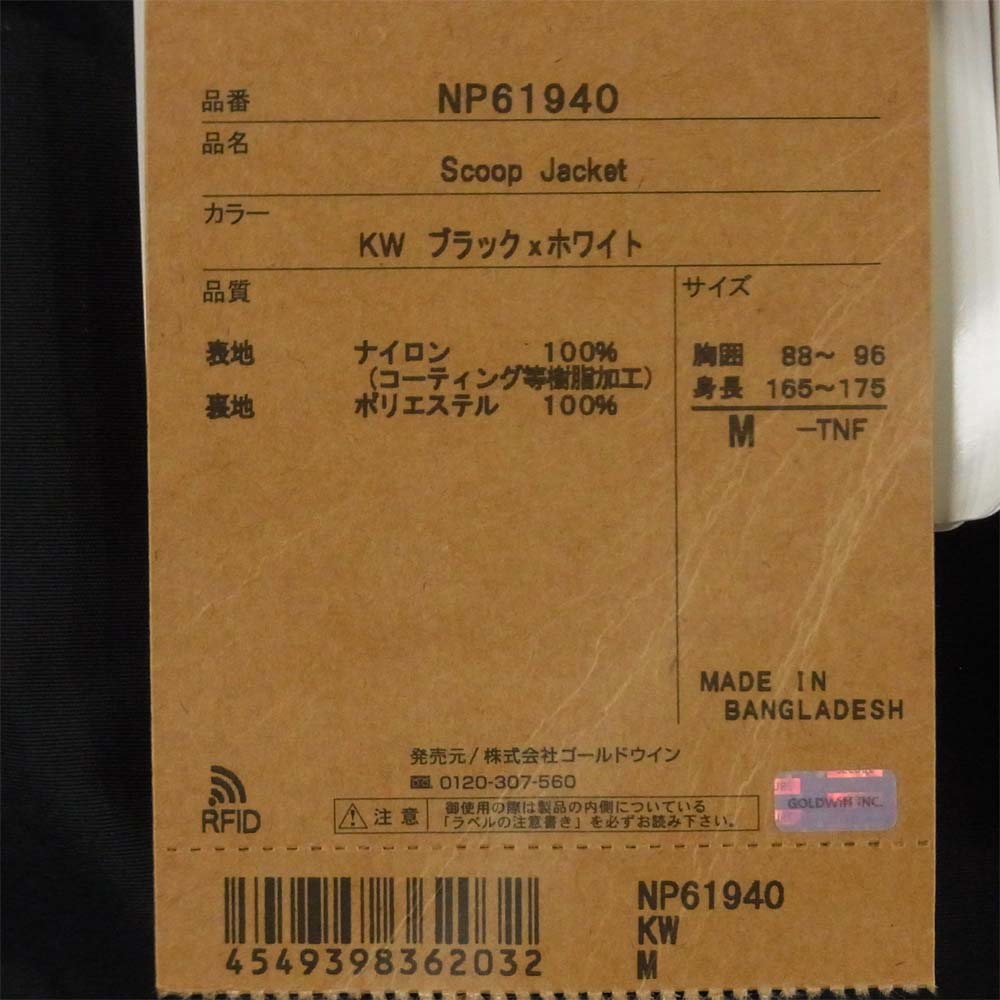 品番 NP61940
品名
Scoop Jacket
カラー
KW ブラックxホワイト
品質
表地 ナイロン 100%
(コーティング等樹脂加工)
裏地 ポリエステル 100%
サイズ
胸囲 88～ 96
身長 165～175
M -TNF
MADE IN
BANGLADESH
発売元/株式会社ゴールドウイン
0120-307-560
RFID
注意
御使用の際は製品の内側についている
「ラベルの注意書き」を必ずお読み下さい。
GOLDWIN INC.
4549398362032
NP61940
KW
M